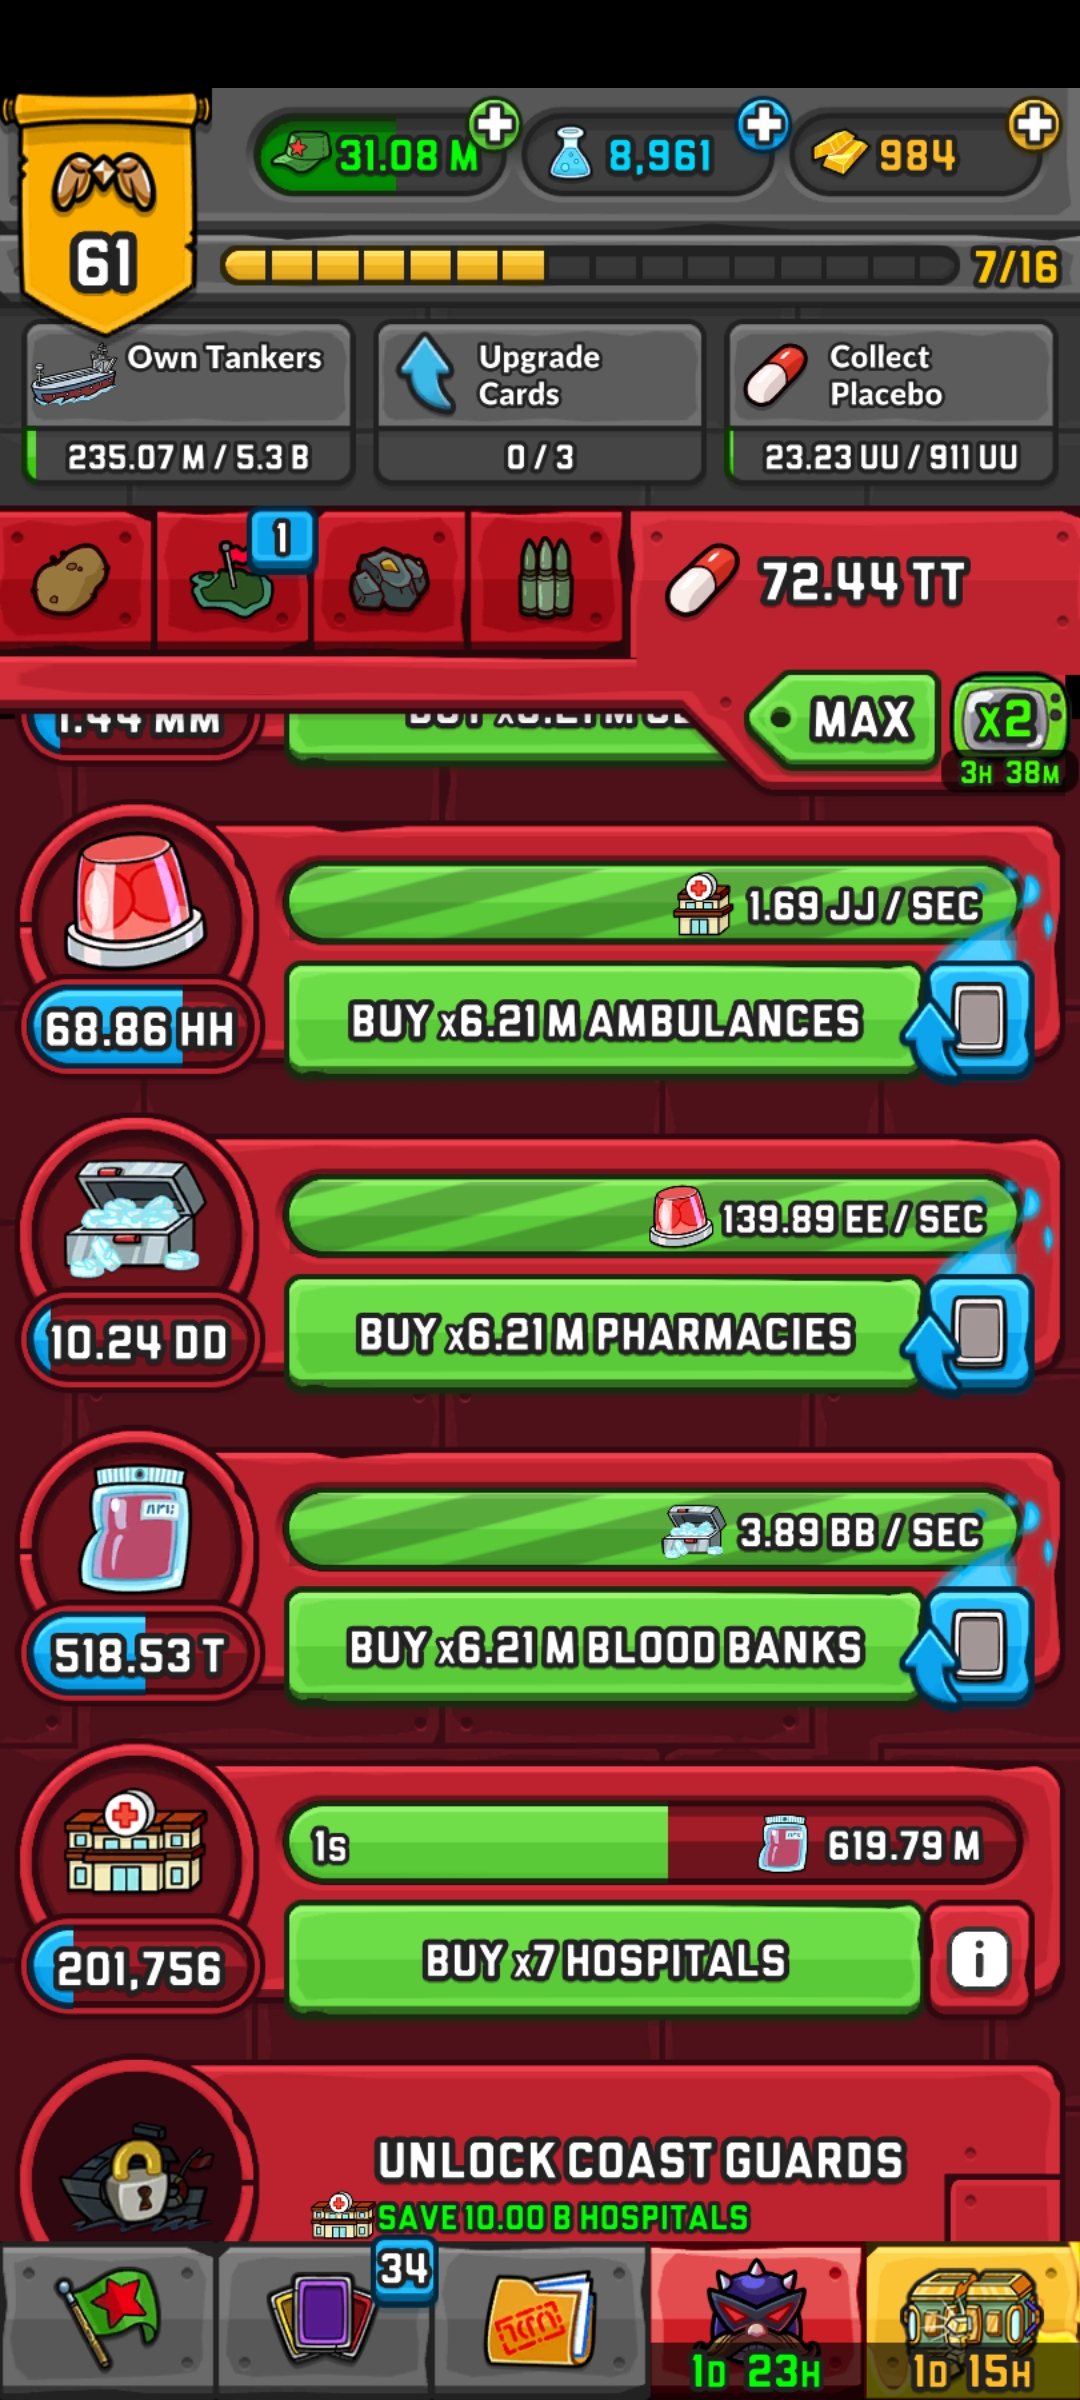 31.08 M
8,961
984
61
7/16
Own Tankers
235.07 M / 5.3 B
Upgrade
Cards
0 / 3
Collect
Placebo
23.23 UU / 911 UU
1
72.44 TT
MAX
x2
3H 38M
1.44 MM
1.69 JJ / SEC
68.86 HH
BUY x6.21 M AMBULANCES
139.89 EE / SEC
10.24 DD
BUY x6.21 M PHARMACIES
3.89 BB / SEC
518.53 T
BUY x6.21 M BLOOD BANKS
1s
619.79 M
201,756
BUY x7 HOSPITALS
i
UNLOCK COAST GUARDS
SAVE 10.00 B HOSPITALS
34
1D 23H
1D 15H